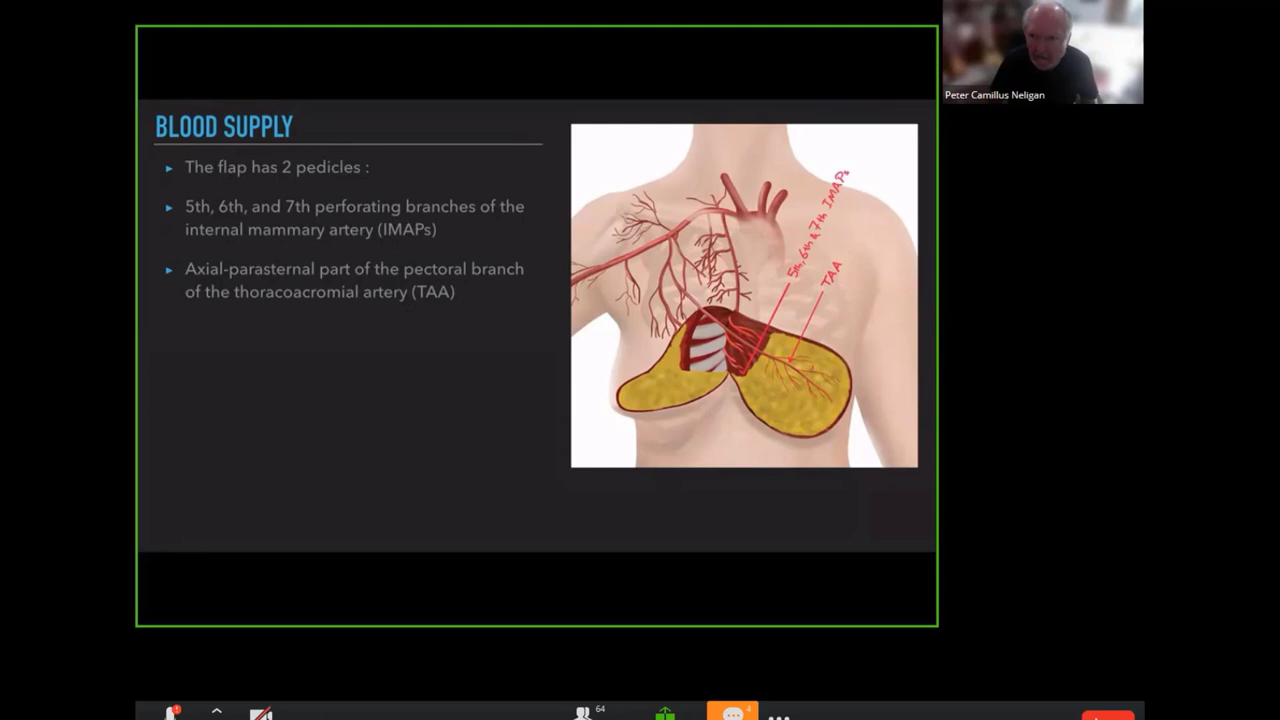 BLOOD SUPPLY
The flap has 2 pedicles :
5th, 6th, and 7th perforating branches of the
internal mammary artery (IMAPs)
Axial-parasternal part of the pectoral branch
of the thoracoacromial artery (TAA)
5th, 6th & 7th IMAPs
TAA
Peter Camillus Neligan
64
4